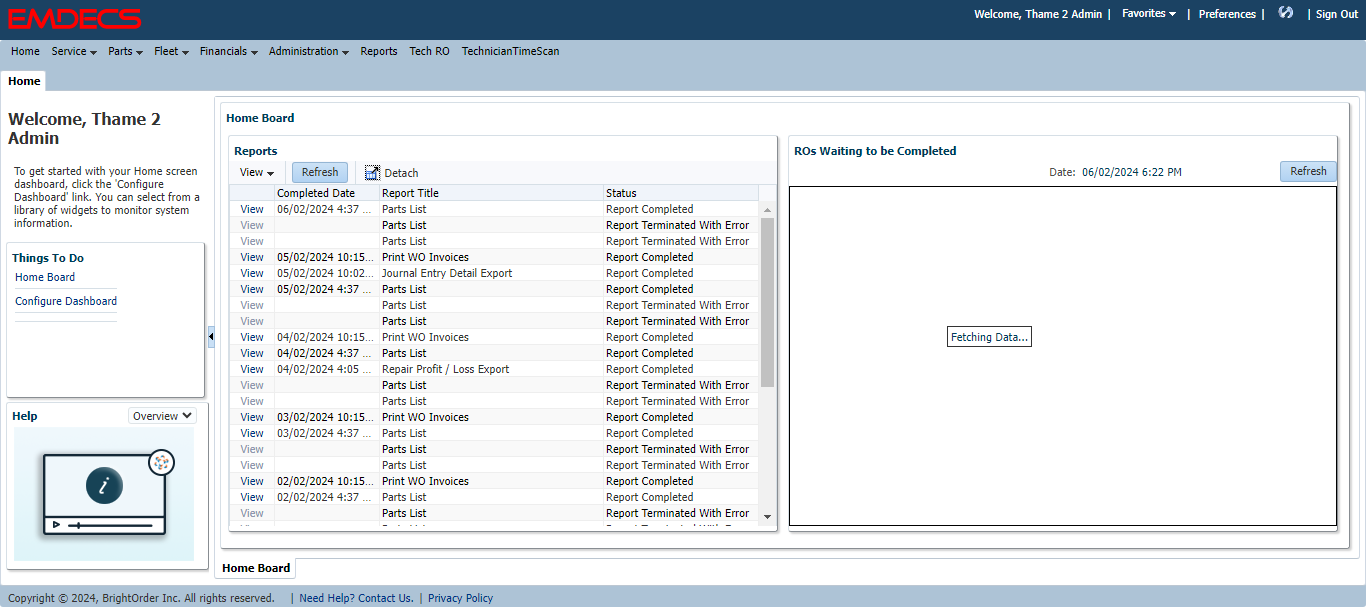 EMDECS
Welcome, Thame 2 Admin | Favorites | Preferences | | Sign Out
Home Service Parts Fleet Financials Administration Reports Tech RO TechnicianTimeScan
Home
Welcome, Thame 2
Admin
To get started with your Home screen
dashboard, click the 'Configure
Dashboard' link. You can select from a
library of widgets to monitor system
information.
Things To Do
Home Board
Configure Dashboard
Help Overview
i
Home Board
Reports
View Refresh Detach
Completed Date Report Title Status
View 06/02/2024 4:37 ... Parts List Report Completed
View Parts List Report Terminated With Error
View Parts List Report Terminated With Error
View 05/02/2024 10:15... Print WO Invoices Report Completed
View 05/02/2024 10:02... Journal Entry Detail Export Report Completed
View 05/02/2024 4:37 ... Parts List Report Completed
View Parts List Report Terminated With Error
View Parts List Report Terminated With Error
View 04/02/2024 10:15... Print WO Invoices Report Completed
View 04/02/2024 4:37 ... Parts List Report Completed
View 04/02/2024 4:05 ... Repair Profit / Loss Export Report Completed
View Parts List Report Terminated With Error
View Parts List Report Terminated With Error
View 03/02/2024 10:15... Print WO Invoices Report Completed
View 03/02/2024 4:37 ... Parts List Report Completed
View Parts List Report Terminated With Error
View Parts List Report Terminated With Error
View 02/02/2024 10:15... Print WO Invoices Report Completed
View 02/02/2024 4:37 ... Parts List Report Completed
View Parts List Report Terminated With Error
ROs Waiting to be Completed
Date: 06/02/2024 6:22 PM Refresh
Fetching Data...
Home Board
Copyright © 2024, BrightOrder Inc. All rights reserved. | Need Help? Contact Us. | Privacy Policy